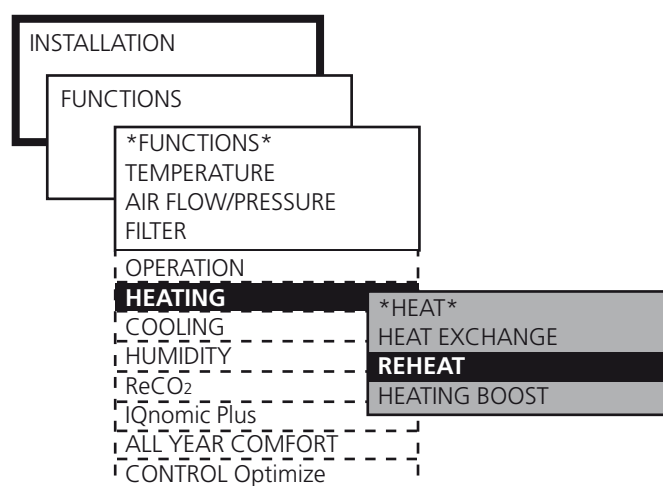 INSTALLATION
FUNCTIONS
*FUNCTIONS*
TEMPERATURE
AIR FLOW/PRESSURE
FILTER
OPERATION
HEATING
COOLING
HUMIDITY
ReCO2
IQnomic Plus
ALL YEAR COMFORT
CONTROL Optimize
*HEAT*
HEAT EXCHANGE
REHEAT
HEATING BOOST